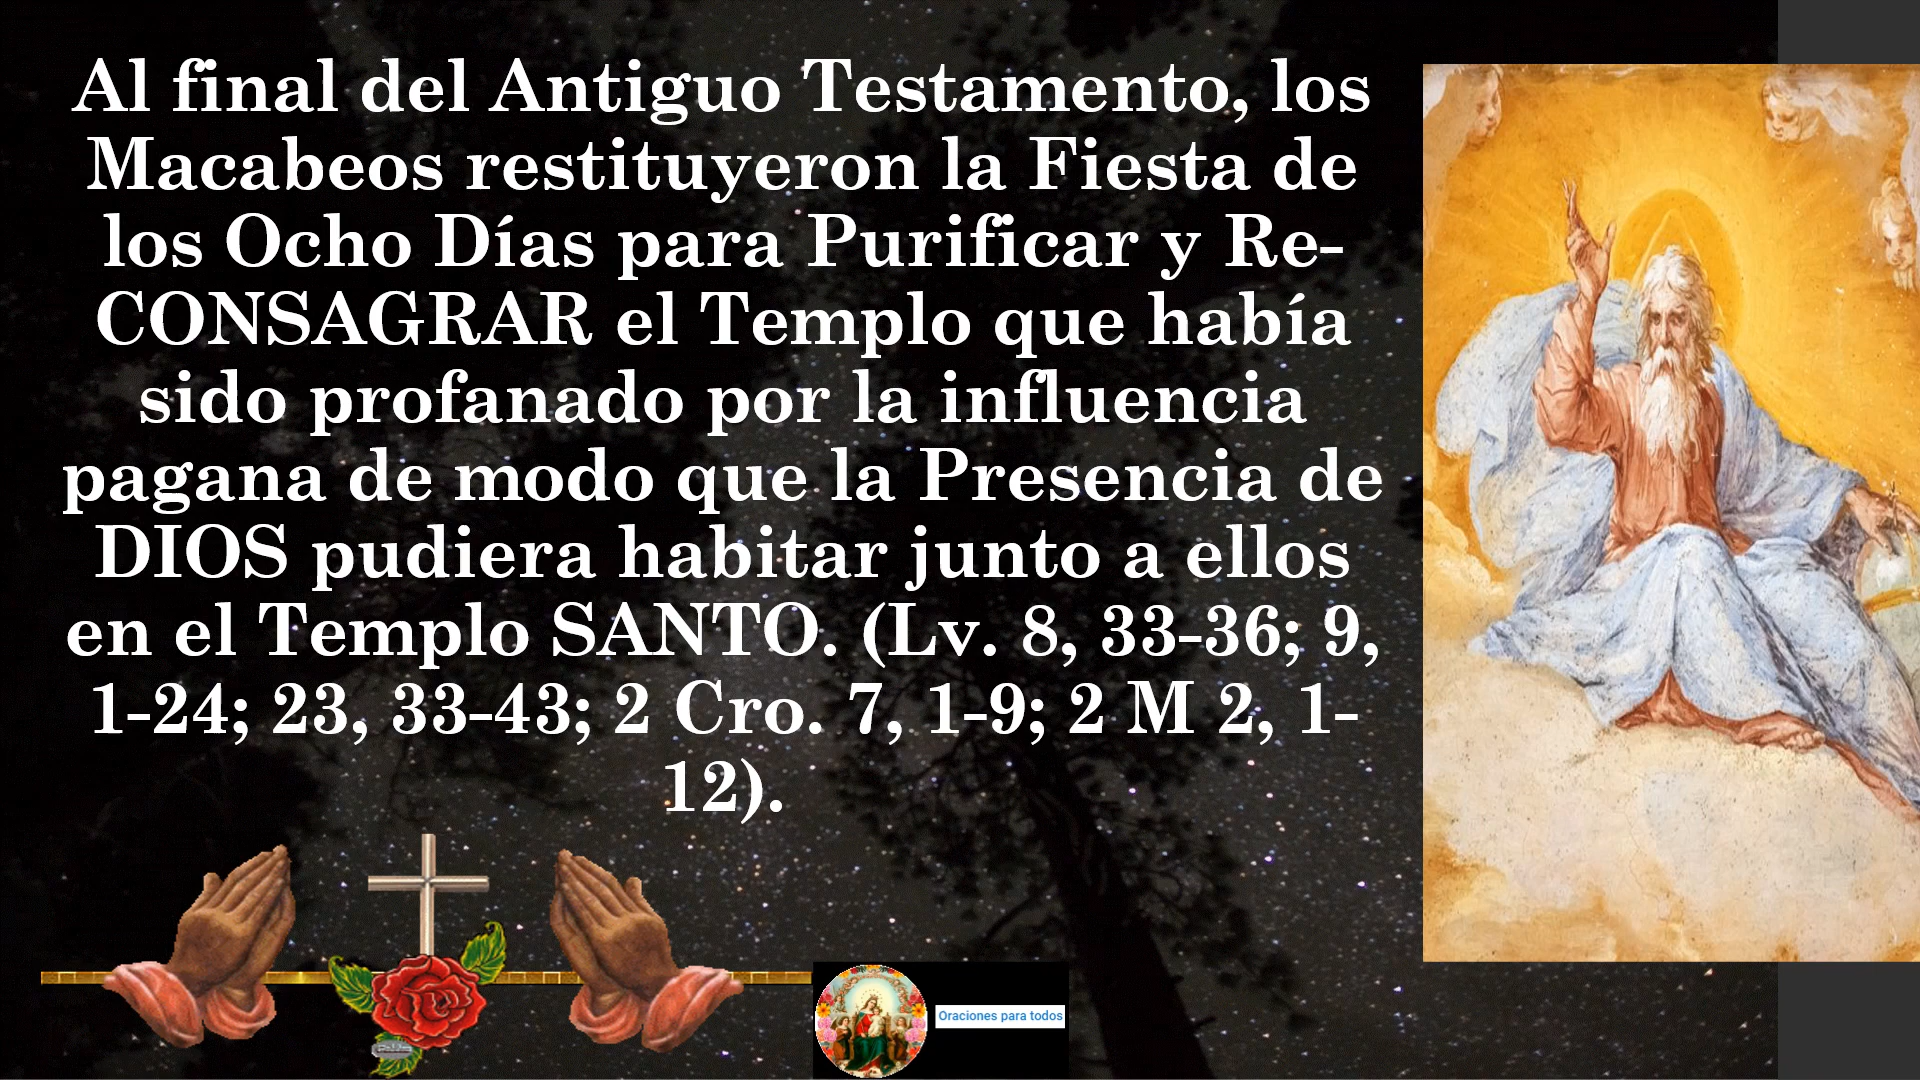 Al final del Antiguo Testamento, los
Macabeos restituyeron la Fiesta de
los Ocho Días para Purificar y Re-
CONSAGRAR el Templo que había
sido profanado por la influencia
pagana de modo que la Presencia de
DIOS pudiera habitar junto a ellos
en el Templo SANTO. (Lv. 8, 33-36; 9,
1-24; 23, 33-43; 2 Cro. 7, 1-9; 2 M 2, 1-
12).
Oraciones para todos